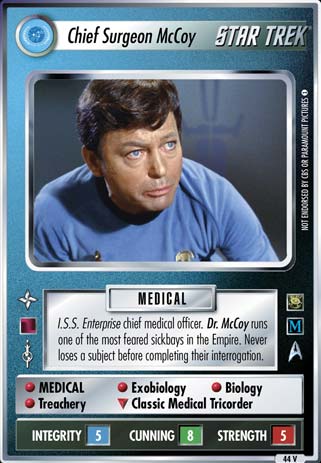 Chief Surgeon McCoy
STAR TREK
NOT ENDORSED BY CBS OR PARAMOUNT PICTURES
MEDICAL
I.S.S. Enterprise chief medical officer. Dr. McCoy runs
one of the most feared sickbays in the Empire. Never
loses a subject before completing their interrogation.
M
MEDICAL
Exobiology
Biology
Treachery
Classic Medical Tricorder
INTEGRITY 5
CUNNING 8
STRENGTH 5
44 V